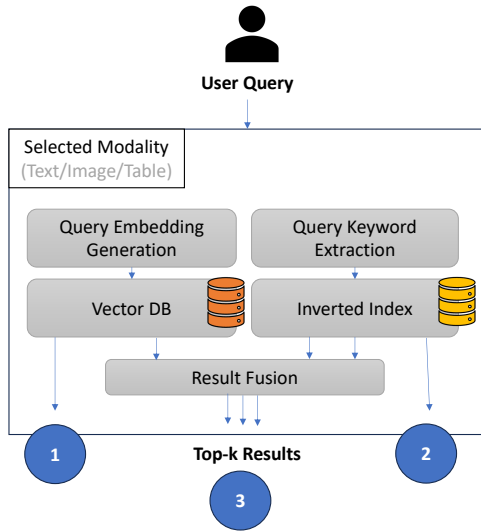 User Query
Selected Modality
(Text/Image/Table)
Query Embedding
Generation
Query Keyword
Extraction
Vector DB
Inverted Index
Result Fusion
1
Top-k Results
2
3